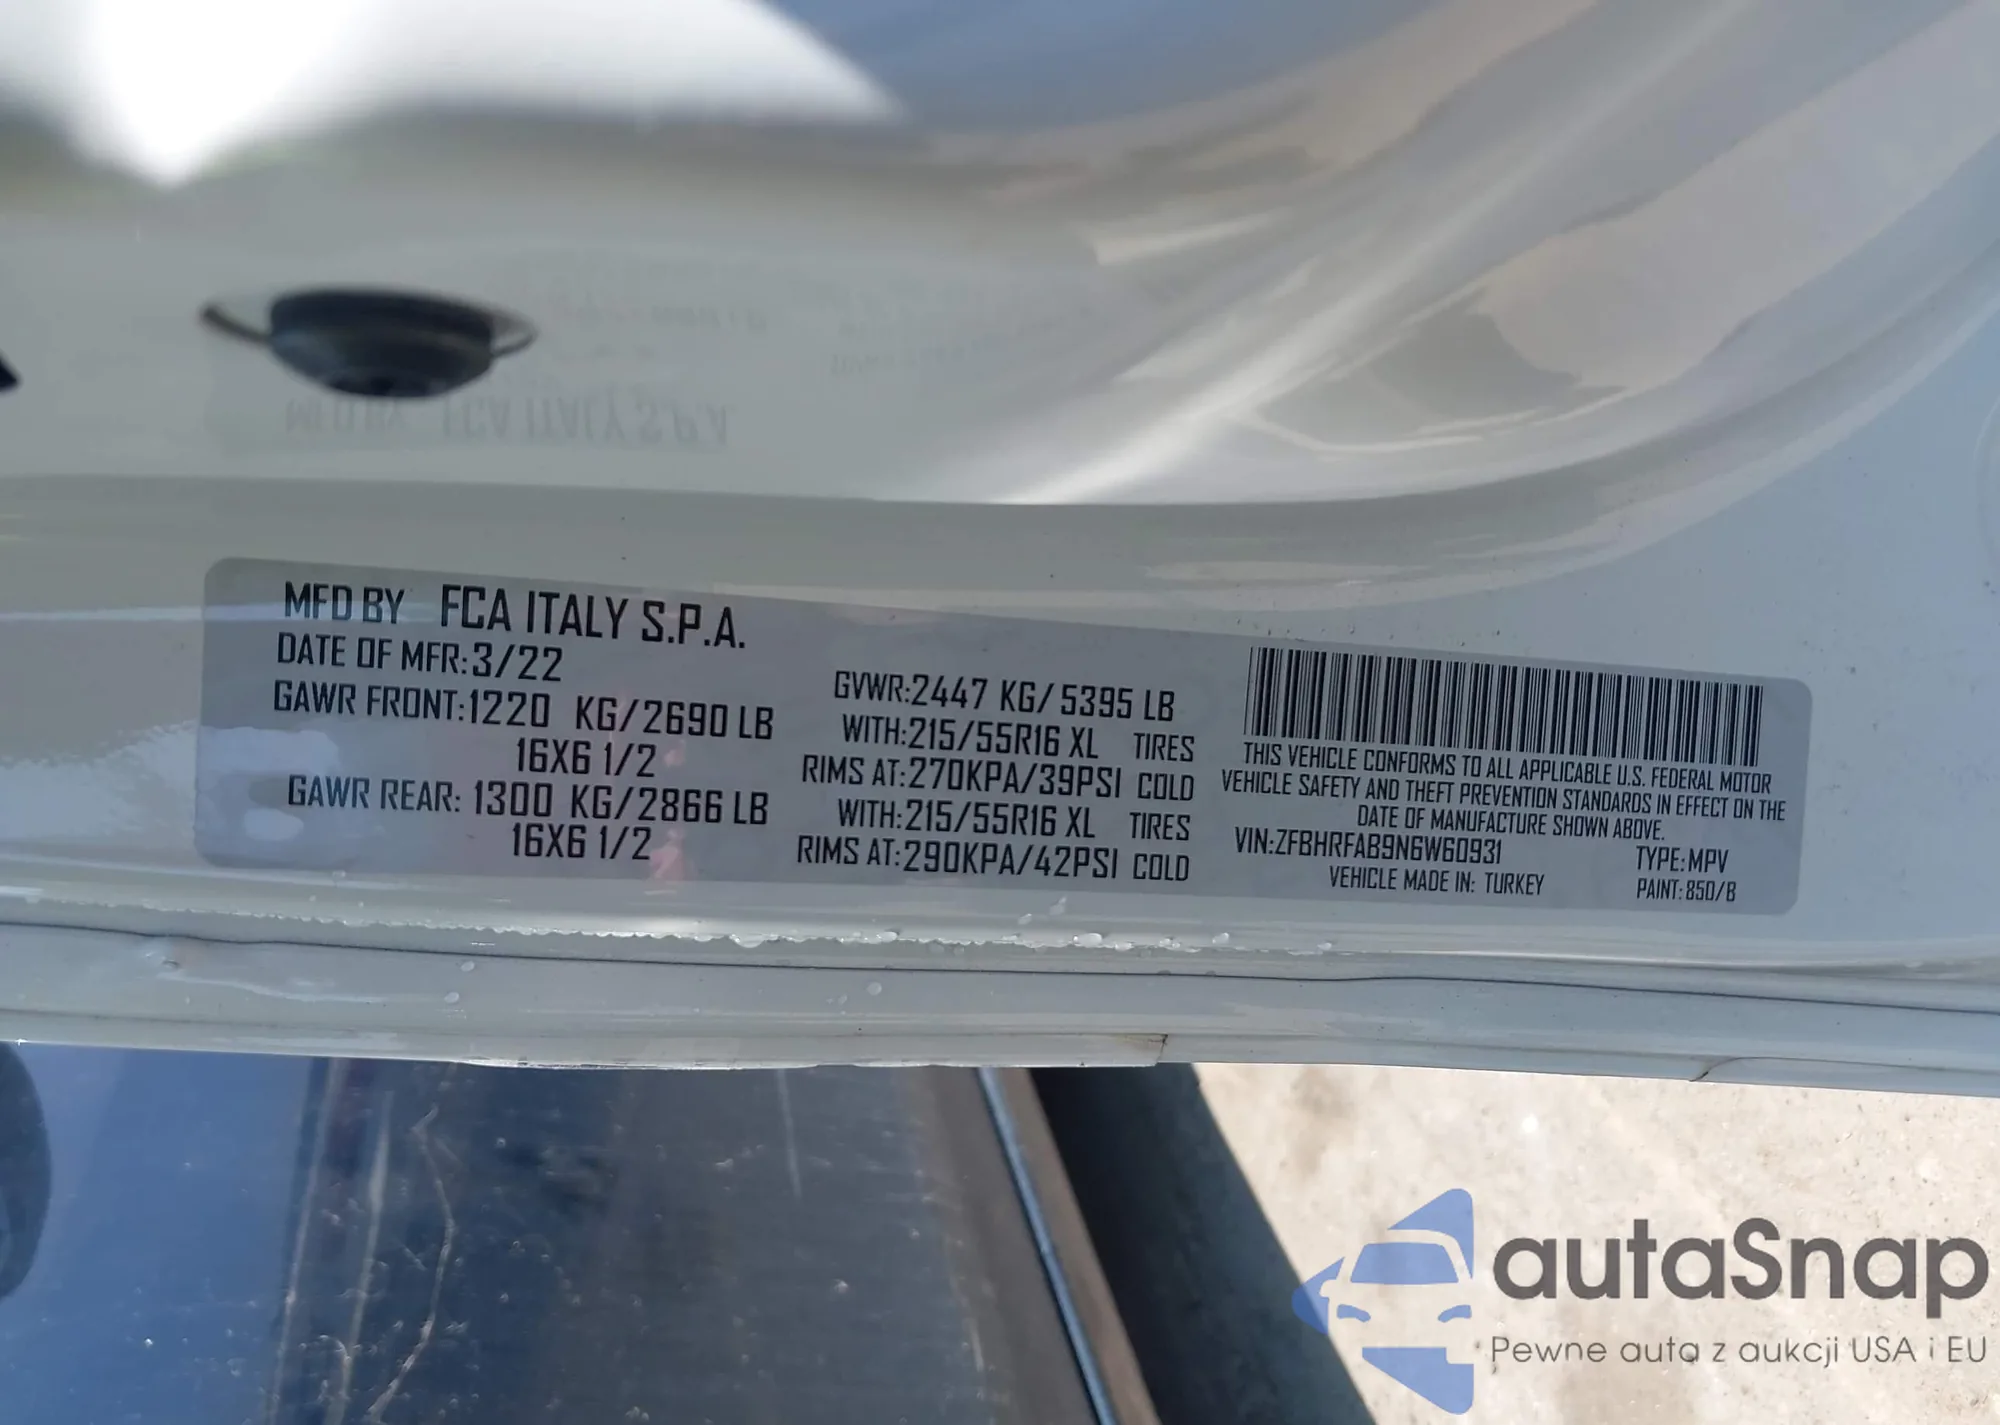 MFD BY FCA ITALY S.P.A.
DATE OF MFR:3/22
GAWR FRONT:1220 KG/2690 LB
16X6 1/2
GAWR REAR: 1300 KG/2866 LB
16X6 1/2
GVWR:2447 KG/5395 LB
WITH:215/55R16 XL TIRES
RIMS AT:270KPA/39PSI COLD
WITH:215/55R16 XL TIRES
RIMS AT:290KPA/42PSI COLD
THIS VEHICLE CONFORMS TO ALL APPLICABLE U.S. FEDERAL MOTOR
VEHICLE SAFETY AND THEFT PREVENTION STANDARDS IN EFFECT ON THE
DATE OF MANUFACTURE SHOWN ABOVE.
VIN:ZFBHRFAB9N6W60931 TYPE:MPV
VEHICLE MADE IN: TURKEY PAINT: 850/B
autaSnap
Pewne auta z aukcji USA i EU